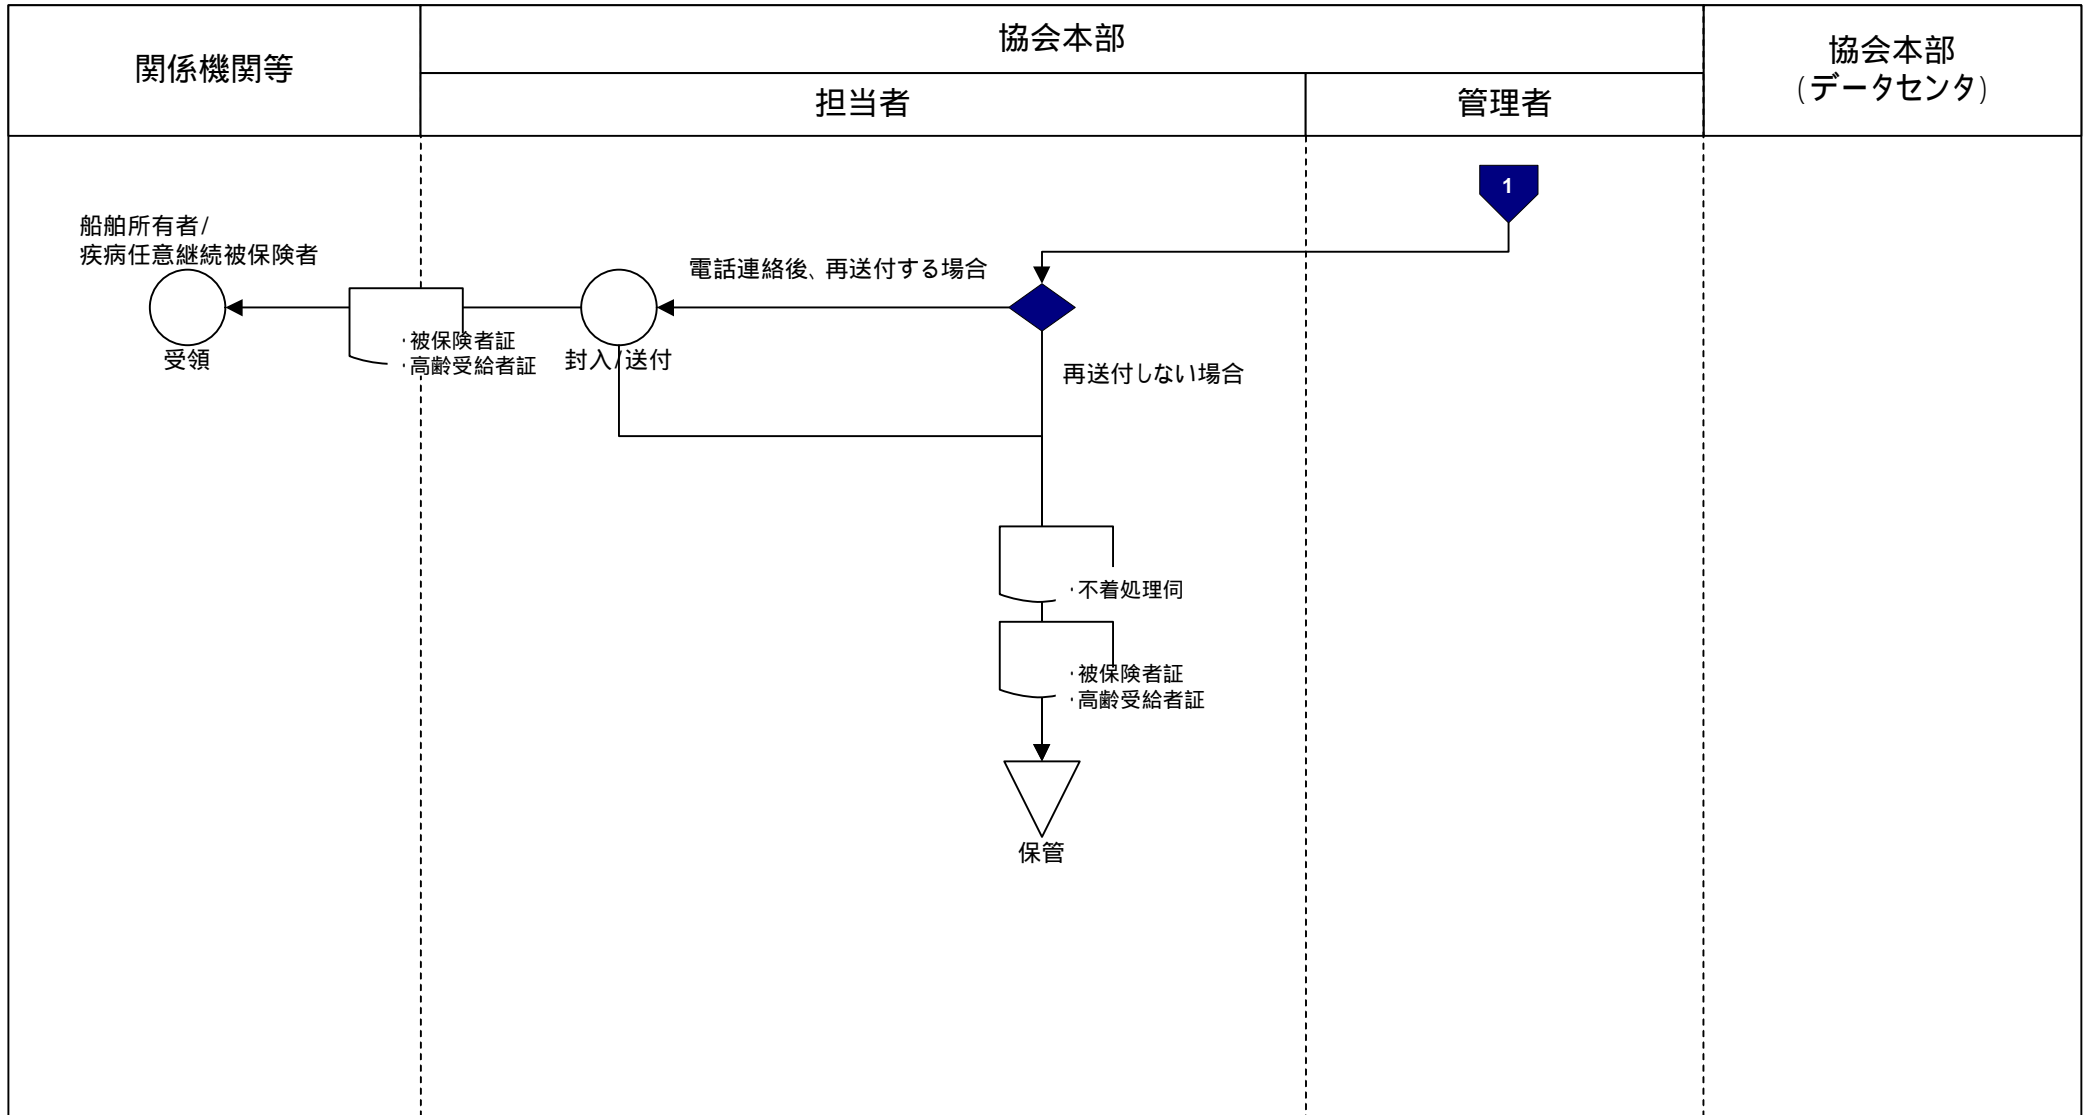 関係機関等
協会本部
担当者
管理者
協会本部
(データセンタ)
1
船舶所有者/
疾病任意継続被保険者
受領
・被保険者証
・高齢受給者証
封入/送付
電話連絡後、再送付する場合
再送付しない場合
・不着処理伺
・被保険者証
・高齢受給者証
保管